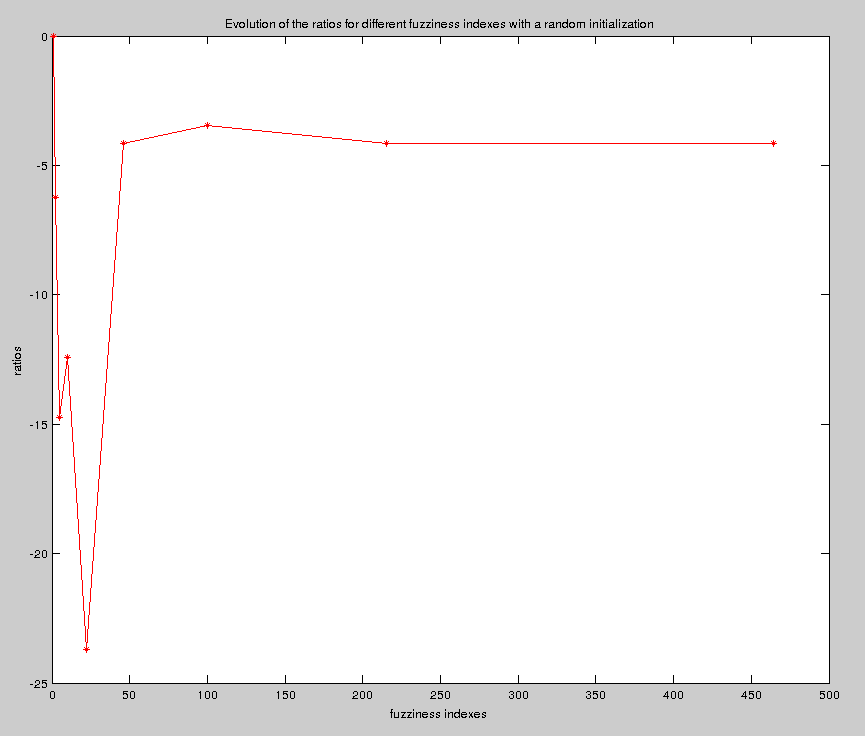 Evolution of the ratios for different fuzziness indexes with a random initialization
0
-5
-10
-15
-20
-25
ratios
0 50 100 150 200 250 300 350 400 450 500
fuzziness indexes